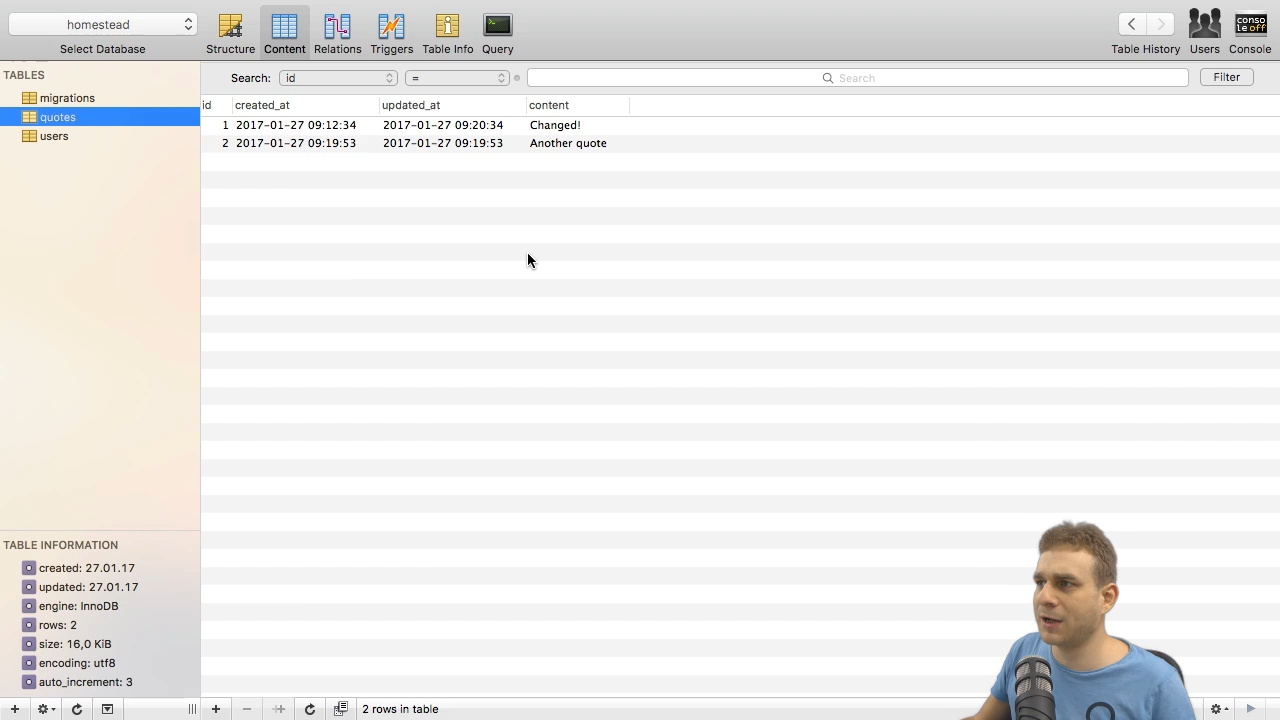 homestead
Select Database
Structure
Content
Relations
Triggers
Table Info
Query
Table History
Users
conso
le off
Console
TABLES
migrations
quotes
users
Search:
id
=
Search
Filter
id created_at updated_at content
1 2017-01-27 09:12:34 2017-01-27 09:20:34 Changed!
2 2017-01-27 09:19:53 2017-01-27 09:19:53 Another quote
TABLE INFORMATION
created: 27.01.17
updated: 27.01.17
engine: InnoDB
rows: 2
size: 16,0 KiB
encoding: utf8
auto_increment: 3
2 rows in table